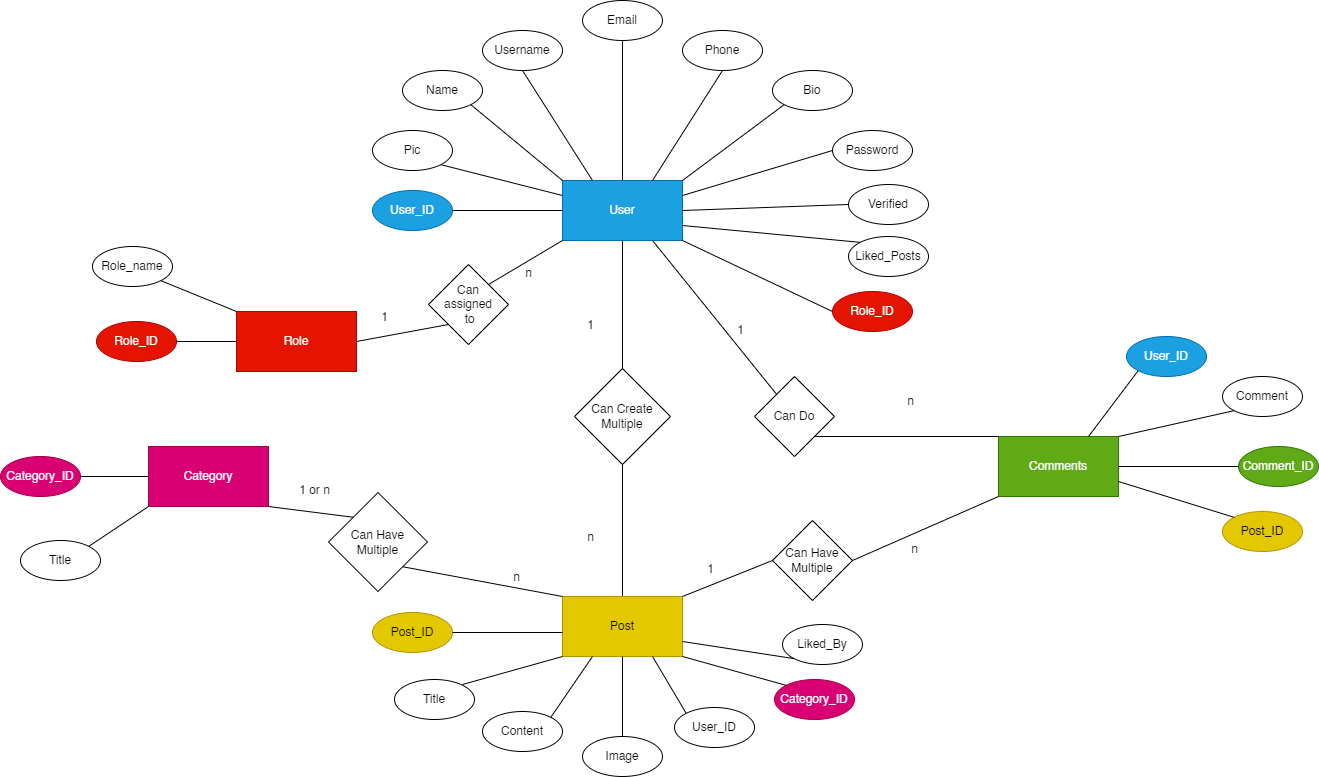 Email
Username
Phone
Name
Bio
Pic
Password
User_ID
User
Verified
Liked_Posts
Role_name
Can
assigned
to
n
Role_ID
1
Role_ID
Role
1
1
User_ID
Comment
n
Can Create
Multiple
Can Do
Category_ID
Category
Comments
Comment_ID
1 or n
Post_ID
Can Have
Multiple
n
n
Can Have
Multiple
Title
1
n
Post_ID
Post
Liked_By
Title
Category_ID
Content
User_ID
Image